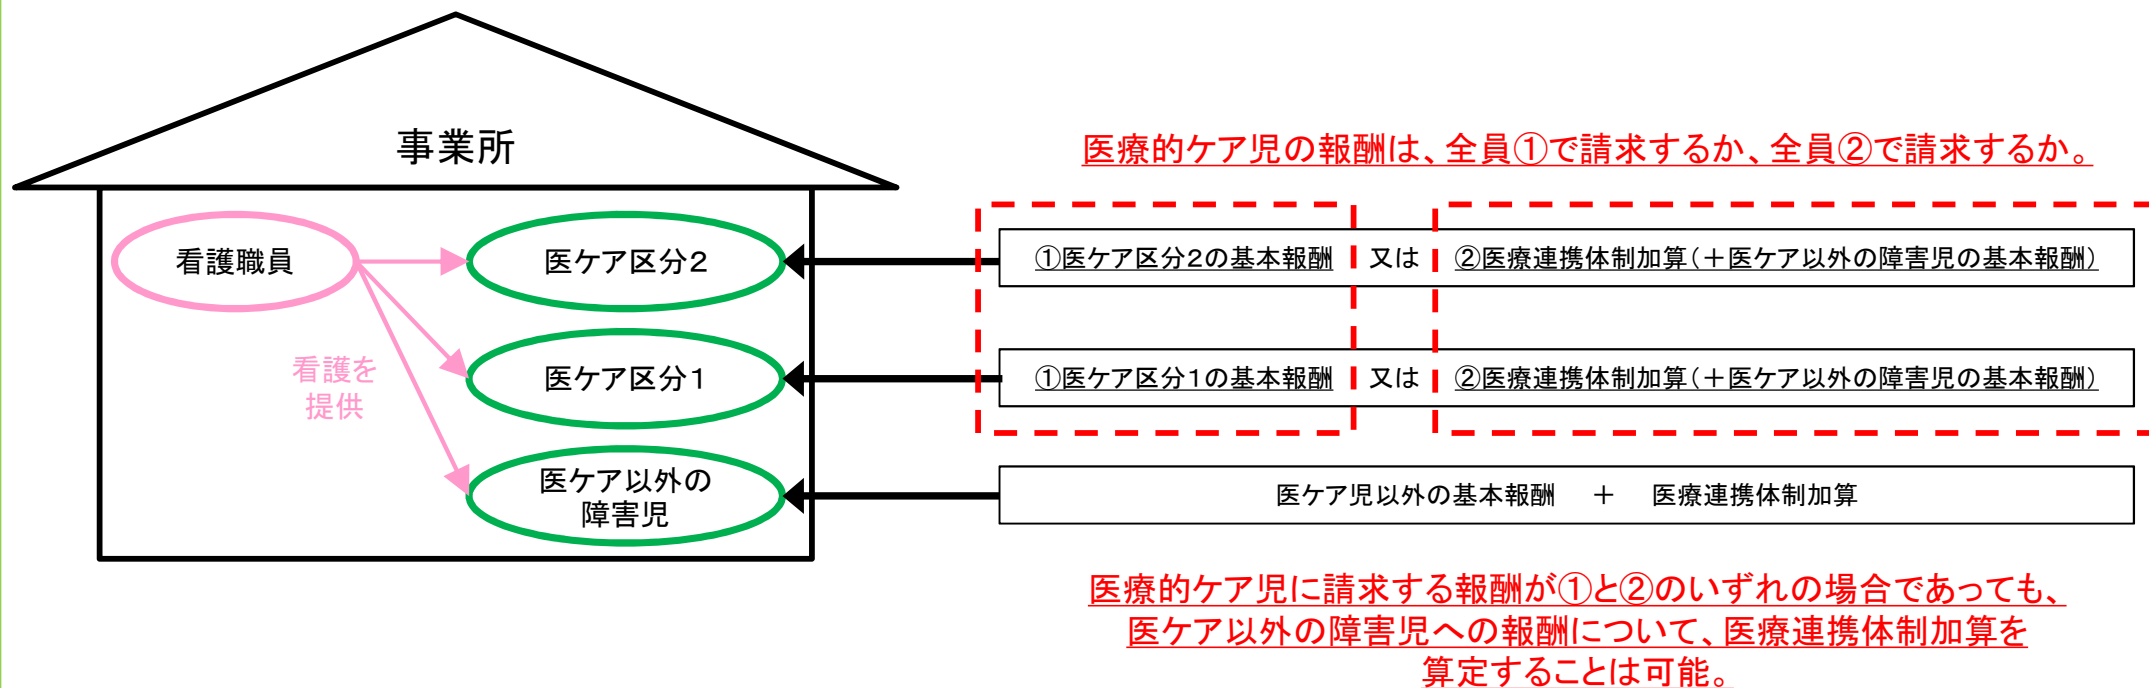 事業所
医療的ケア児の報酬は、全員①で請求するか、全員②で請求するか。
看護職員
医ケア区分2
①医ケア区分2の基本報酬 又は ②医療連携体制加算(+医ケア以外の障害児の基本報酬)
看護を
提供
医ケア区分1
①医ケア区分1の基本報酬 又は ②医療連携体制加算(+医ケア以外の障害児の基本報酬)
医ケア以外の
障害児
医ケア児以外の基本報酬 + 医療連携体制加算
医療的ケア児に請求する報酬が①と②のいずれの場合であっても、
医ケア以外の障害児への報酬について、医療連携体制加算を
算定することは可能。